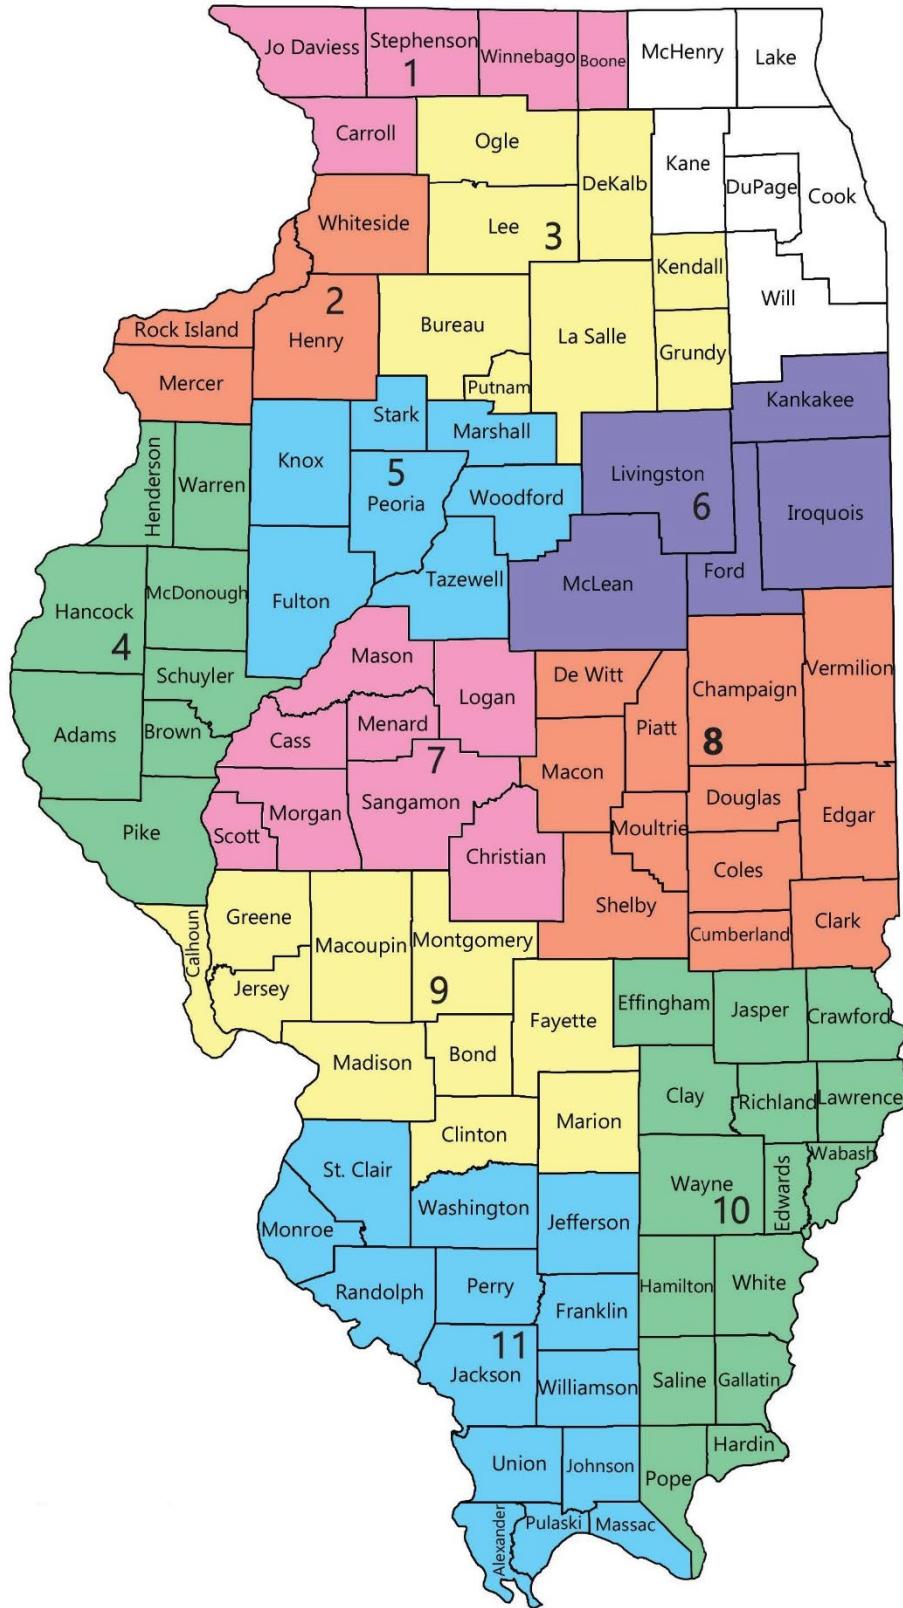 Jo Daviess
Stephenson
1
Winnebago
Boone
McHenry
Lake
Carroll
Ogle
DeKalb
Kane
DuPage
Cook
Whiteside
Lee
3
Kendall
Will
Rock Island
2
Henry
Bureau
La Salle
Grundy
Mercer
Putnam
Kankakee
Stark
Marshall
Henderson
Warren
Knox
5
Peoria
Woodford
Livingston
6
Iroquois
Hancock
4
McDonough
Fulton
Tazewell
McLean
Ford
Mason
Schuyler
Logan
De Witt
Champaign
Vermilion
Adams
Brown
Cass
Menard
7
Piatt
8
Macon
Pike
Scott
Morgan
Sangamon
Christian
Moultrie
Douglas
Edgar
Coles
Shelby
Cumberland
Clark
Calhoun
Greene
Macoupin
Montgomery
9
Jersey
Fayette
Effingham
Jasper
Crawford
Madison
Bond
Clay
Richland
Lawrence
Clinton
Marion
St. Clair
Wayne
10
Edwards
Wabash
Monroe
Washington
Jefferson
Randolph
Perry
Hamilton
White
Franklin
11
Jackson
Williamson
Saline
Gallatin
Union
Johnson
Pope
Hardin
Alexander
Pulaski
Massac